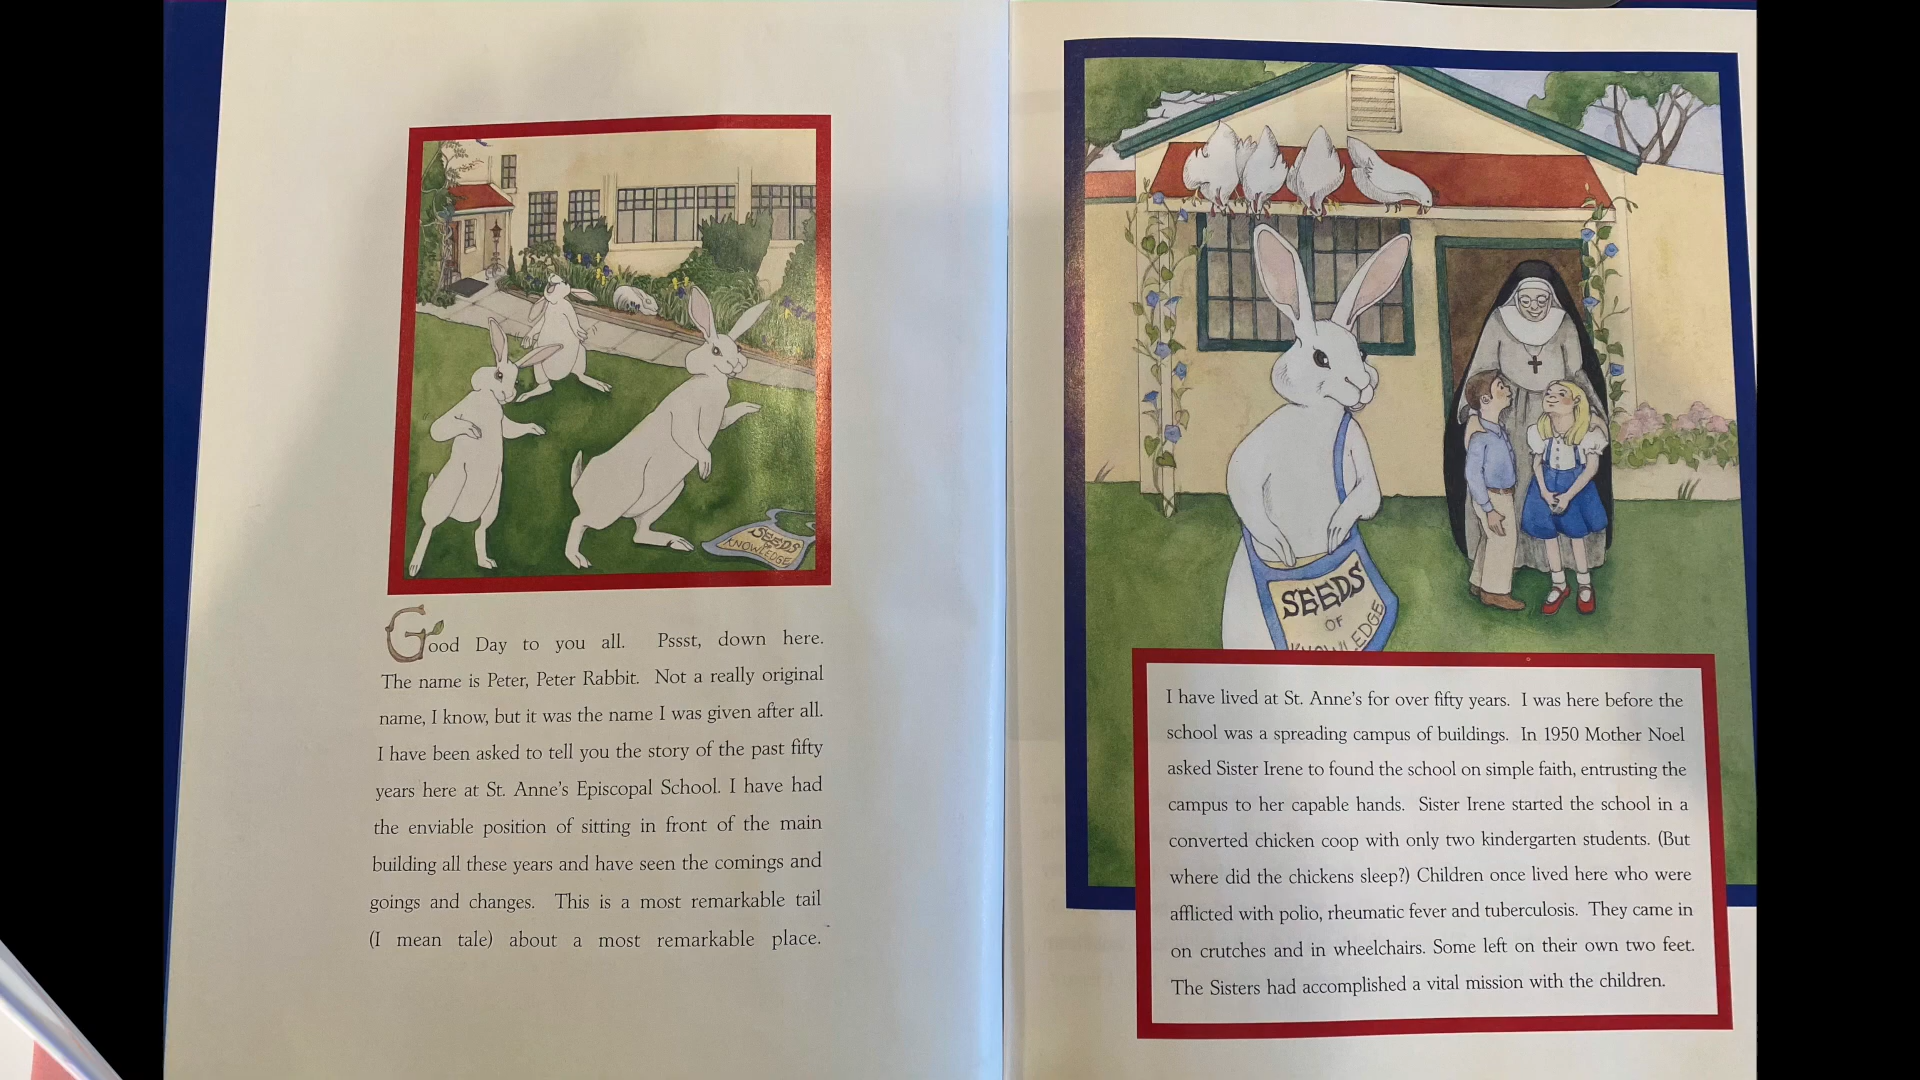 SEEDS
OF
KNOWLEDGE
Good Day to you all. Pssst, down here.
The name is Peter, Peter Rabbit. Not a really original
name, I know, but it was the name I was given after all.
I have been asked to tell you the story of the past fifty
years here at St. Anne's Episcopal School. I have had
the enviable position of sitting in front of the main
building all these years and have seen the comings and
goings and changes. This is a most remarkable tail
(I mean tale) about a most remarkable place.
SEEDS
OF
KNOWLEDGE
I have lived at St. Anne's for over fifty years. I was here before the
school was a spreading campus of buildings. In 1950 Mother Noel
asked Sister Irene to found the school on simple faith, entrusting the
campus to her capable hands. Sister Irene started the school in a
converted chicken coop with only two kindergarten students. (But
where did the chickens sleep?) Children once lived here who were
afflicted with polio, rheumatic fever and tuberculosis. They came in
on crutches and in wheelchairs. Some left on their own two feet.
The Sisters had accomplished a vital mission with the children.